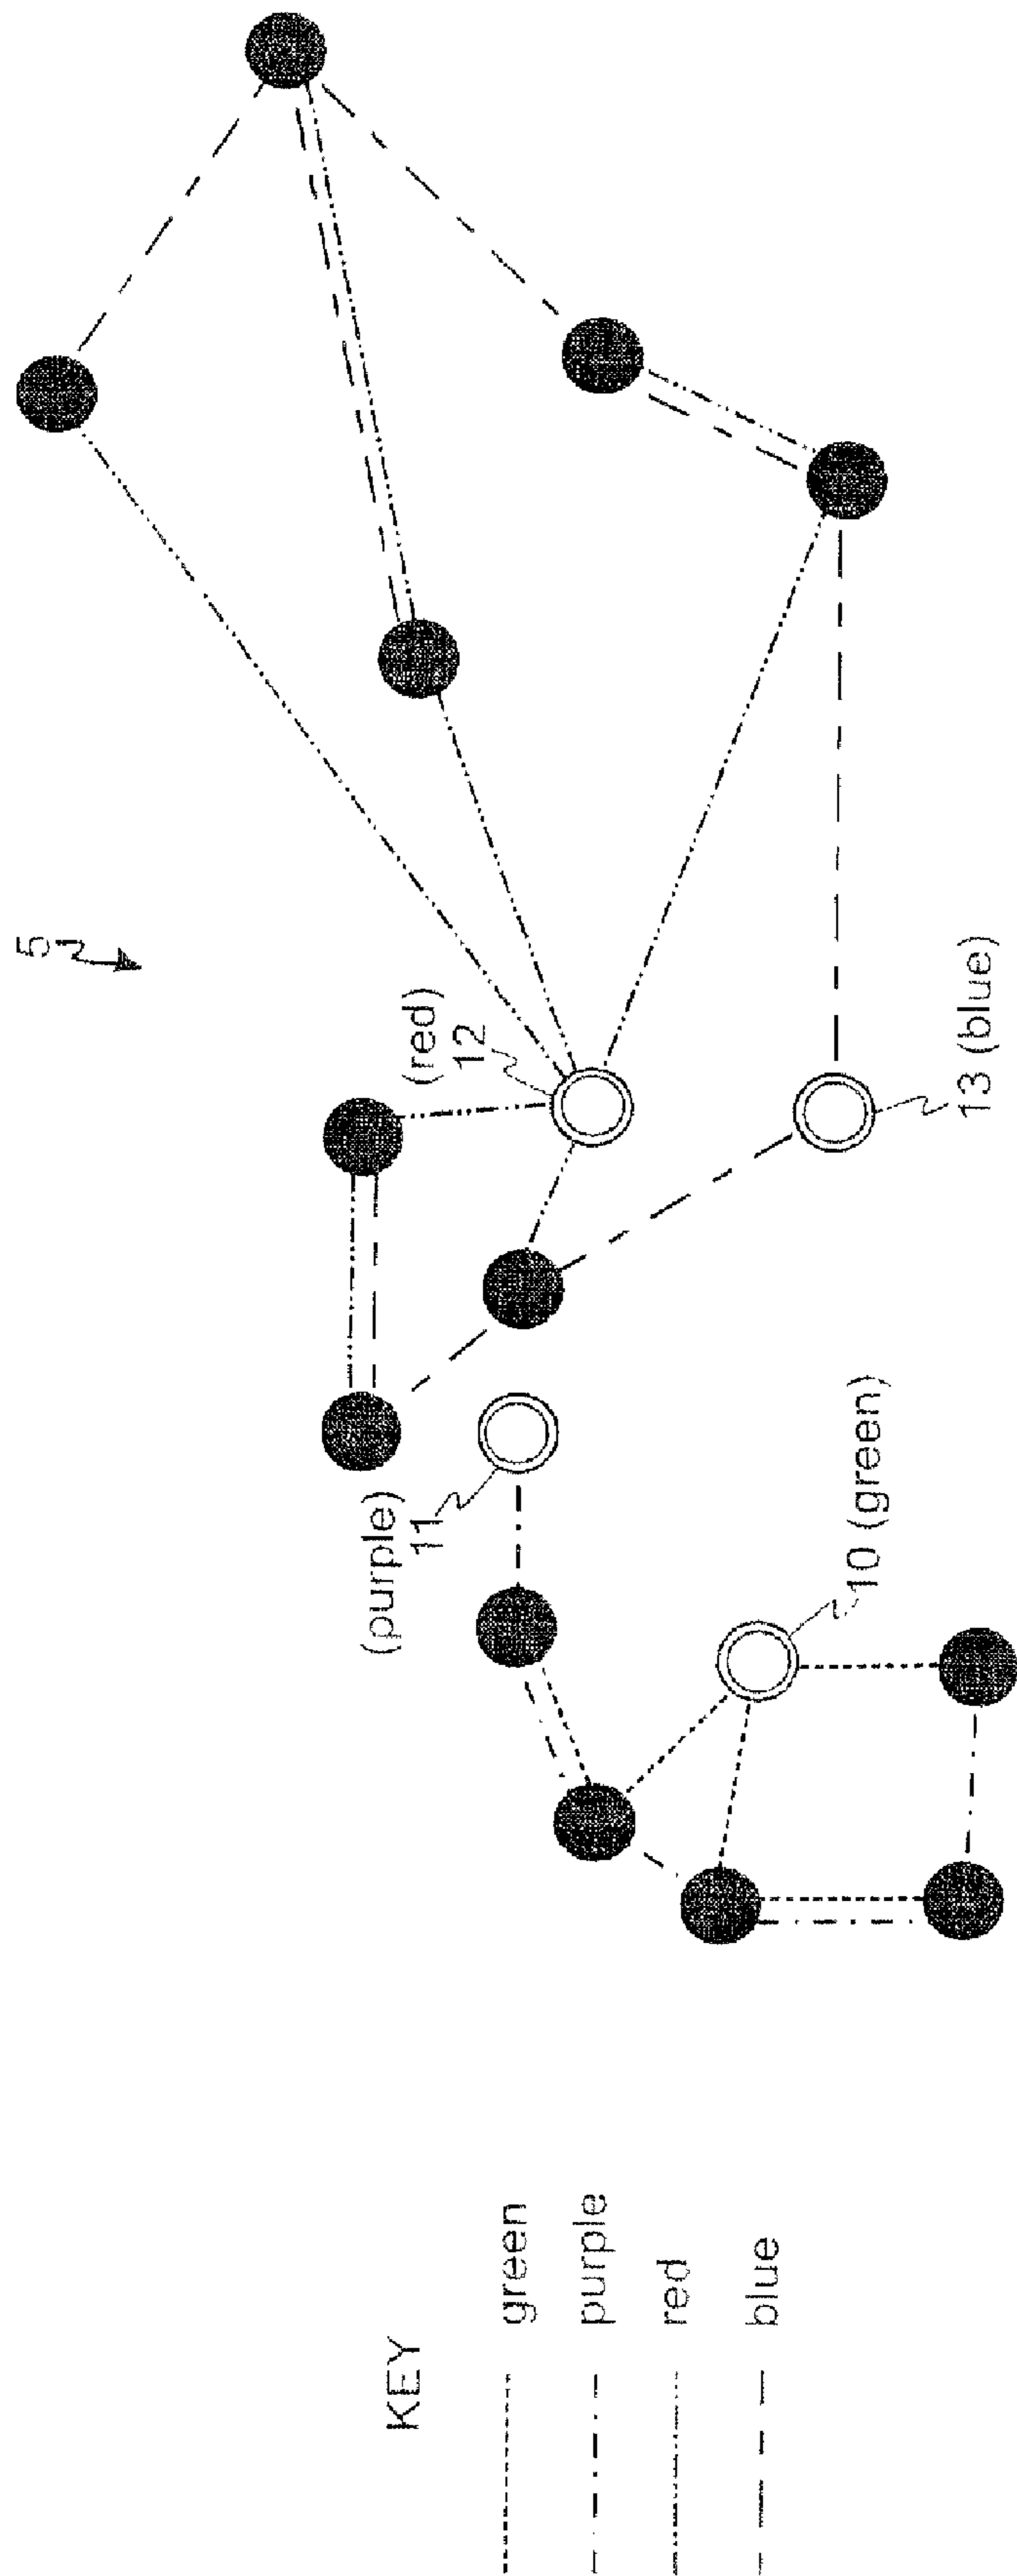 5
(red)
12
13 (blue)
(purple)
11
10 (green)
KEY
green
purple
red
blue